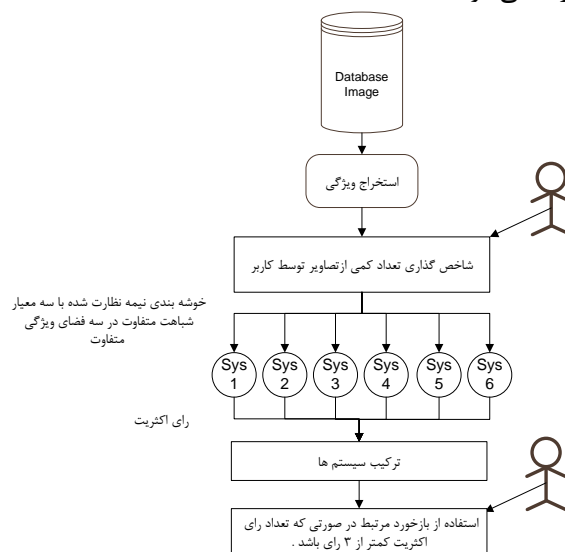 Database
Image
استخراج ویژگی
شاخص گذاری تعداد کمی ازتصاویر توسط کاربر
خوشه بندی نیمه نظارت شده با سه معیار
شباهت متفاوت در سه فضای ویژگی
متفاوت
Sys
1
Sys
2
Sys
3
Sys
4
Sys
5
Sys
6
رای اکثریت
ترکیب سیستم ها
استفاده از بازخورد مرتبط در صورتی که تعداد رای
اکثریت کمتر از ۳ رای باشد .